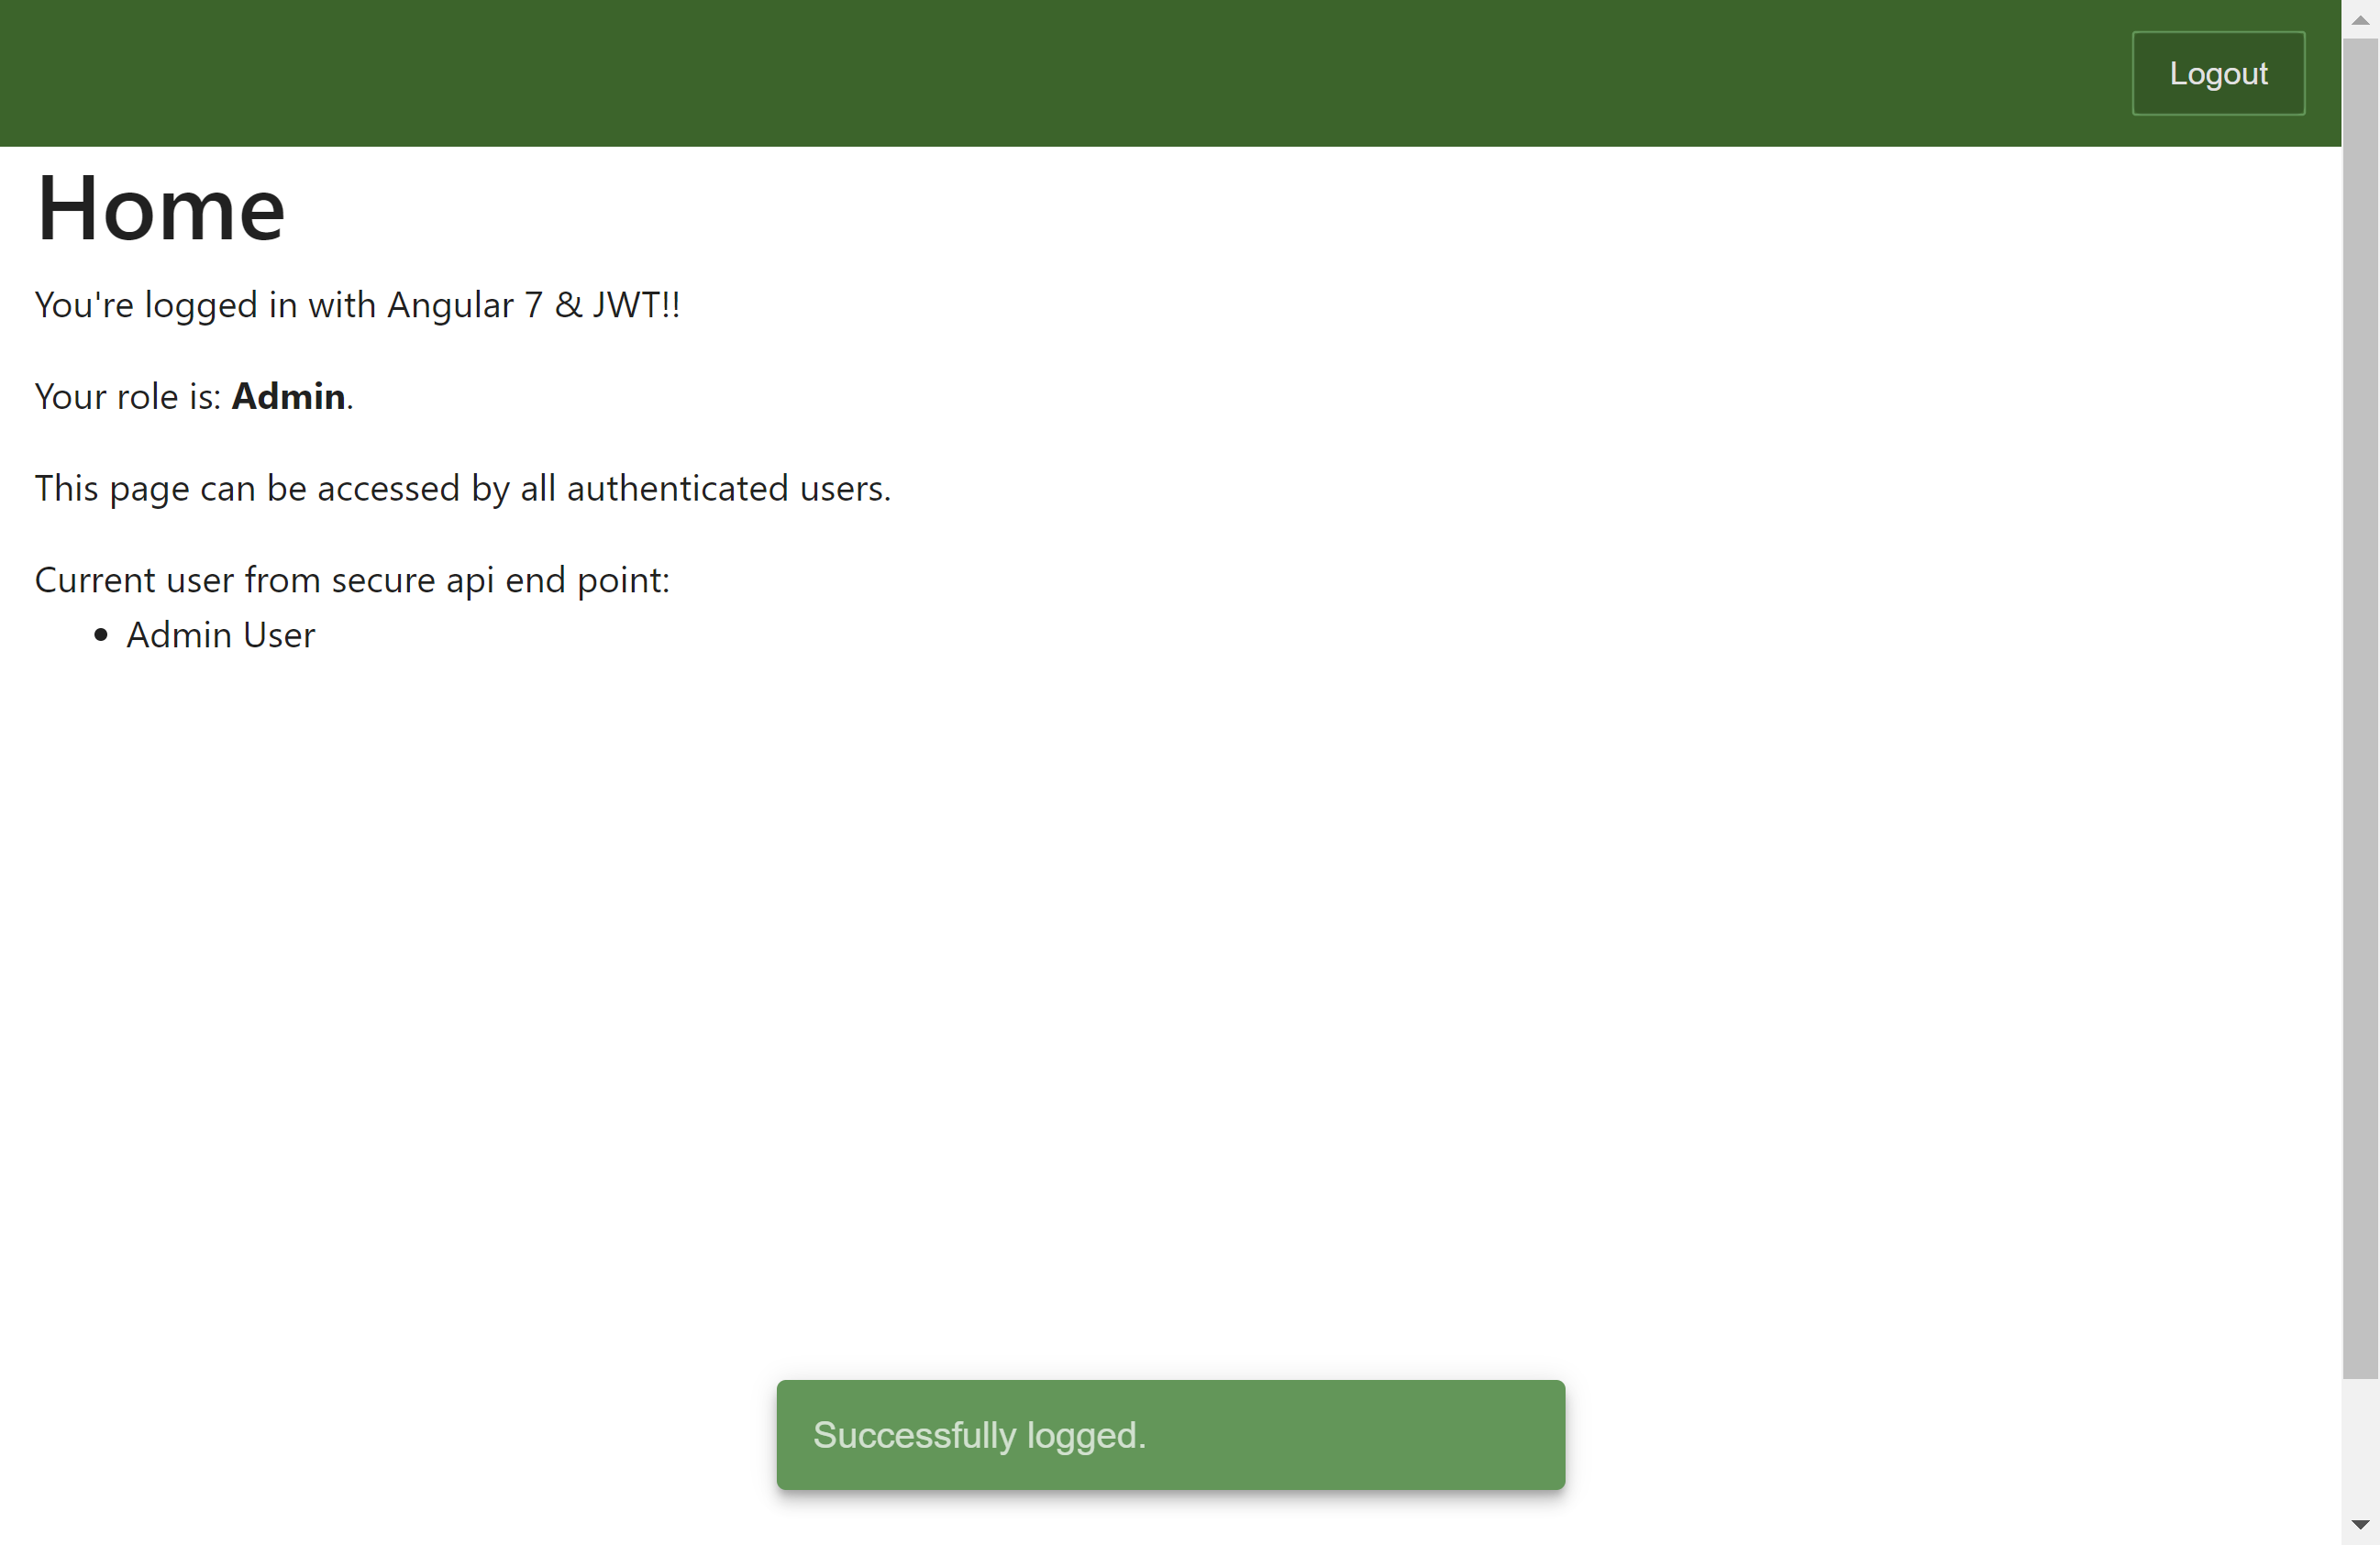 Logout
Home
You're logged in with Angular 7 & JWT!!
Your role is: Admin.
This page can be accessed by all authenticated users.
Current user from secure api end point:
Admin User
Successfully logged.